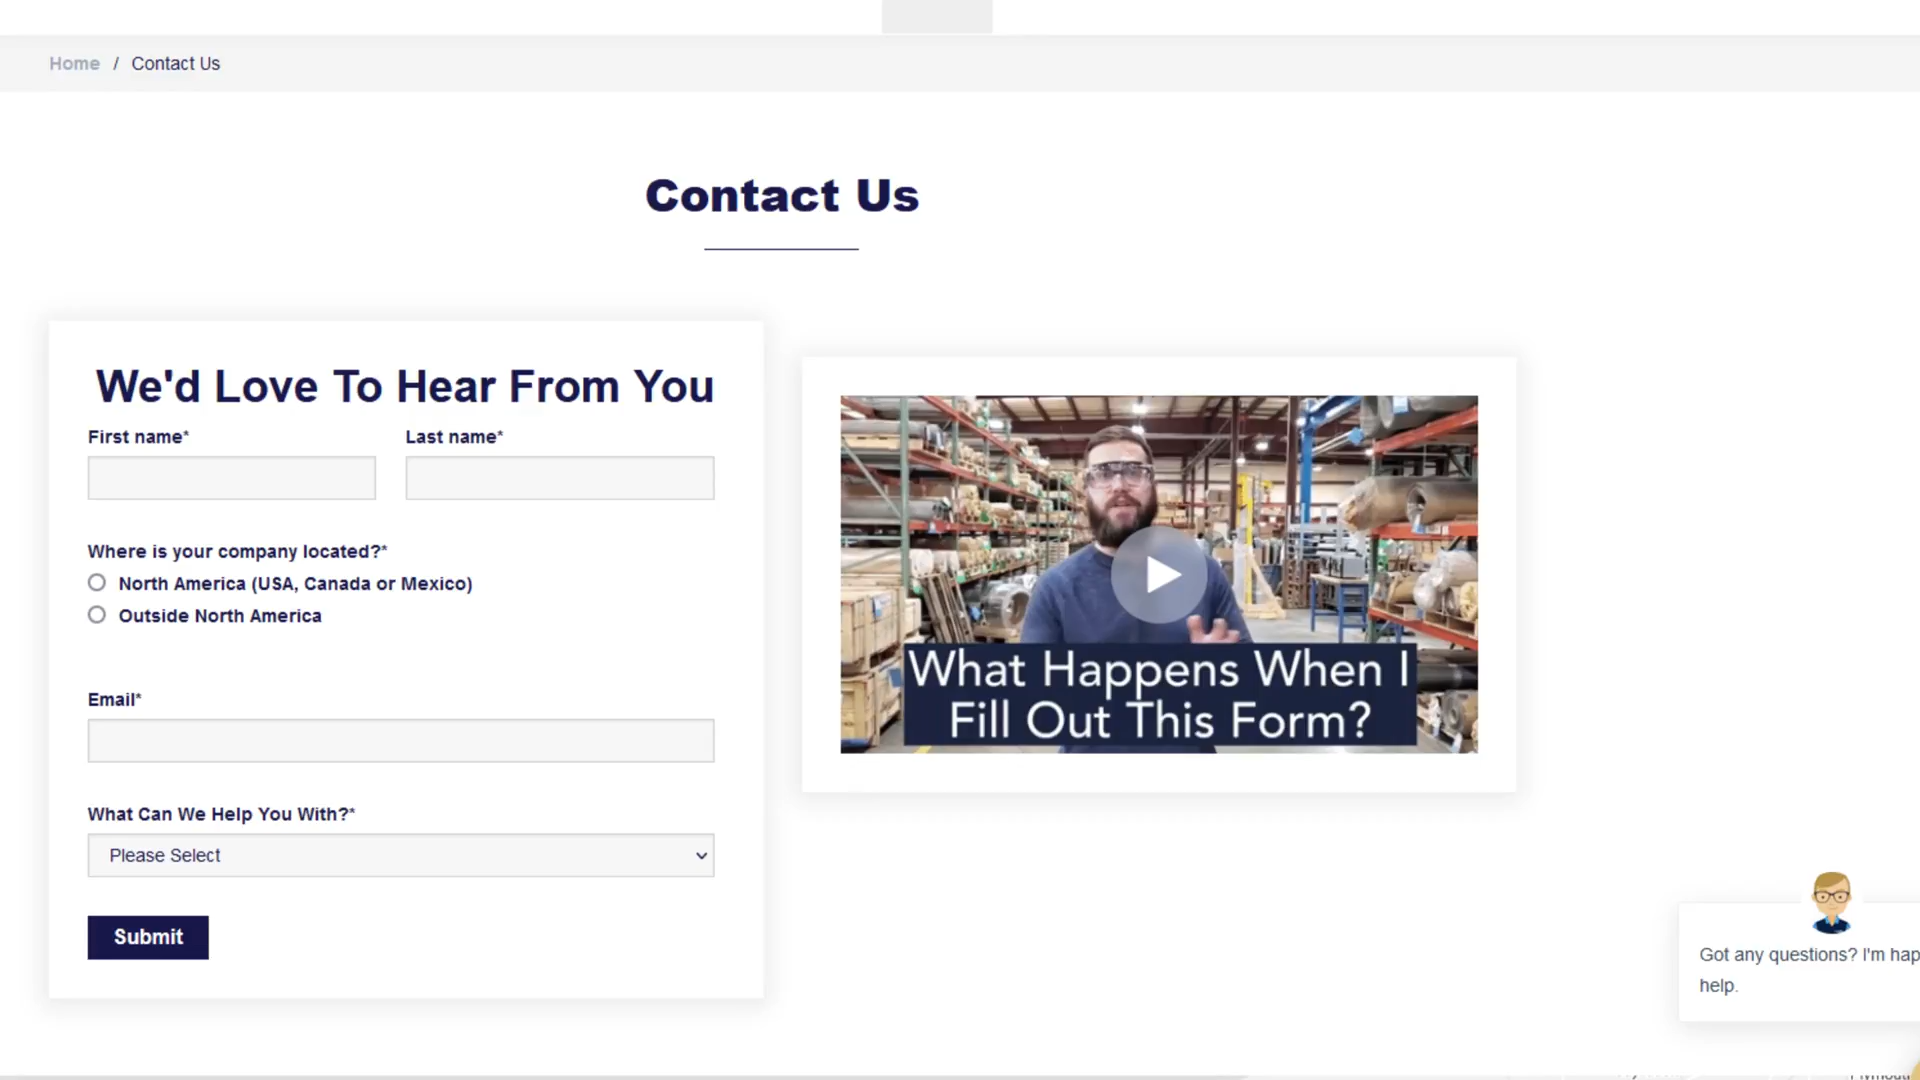 Home / Contact Us
Contact Us
We'd Love To Hear From You
First name* Last name*
Where is your company located?*
North America (USA, Canada or Mexico)
Outside North America
Email*
What Can We Help You With?*
Please Select
Submit
What Happens When I
Fill Out This Form?
Got any questions? I'm hap
help.